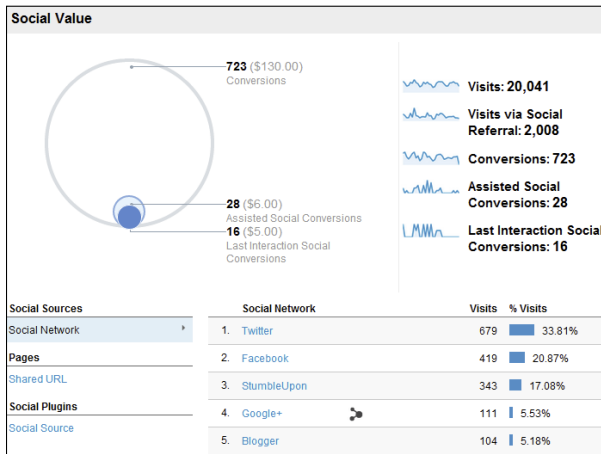 Social Value
723 ($130.00)
Conversions
28 ($6.00)
Assisted Social Conversions
16 ($5.00)
Last Interaction Social
Conversions
Visits: 20,041
Visits via Social
Referral: 2,008
Conversions: 723
Assisted Social
Conversions: 28
Last Interaction Social
Conversions: 16
Social Sources
Social Network
Pages
Shared URL
Social Plugins
Social Source
Social Network Visits % Visits
1. Twitter 679 33.81%
2. Facebook 419 20.87%
3. StumbleUpon 343 17.08%
4. Google+ 111 5.53%
5. Blogger 104 5.18%